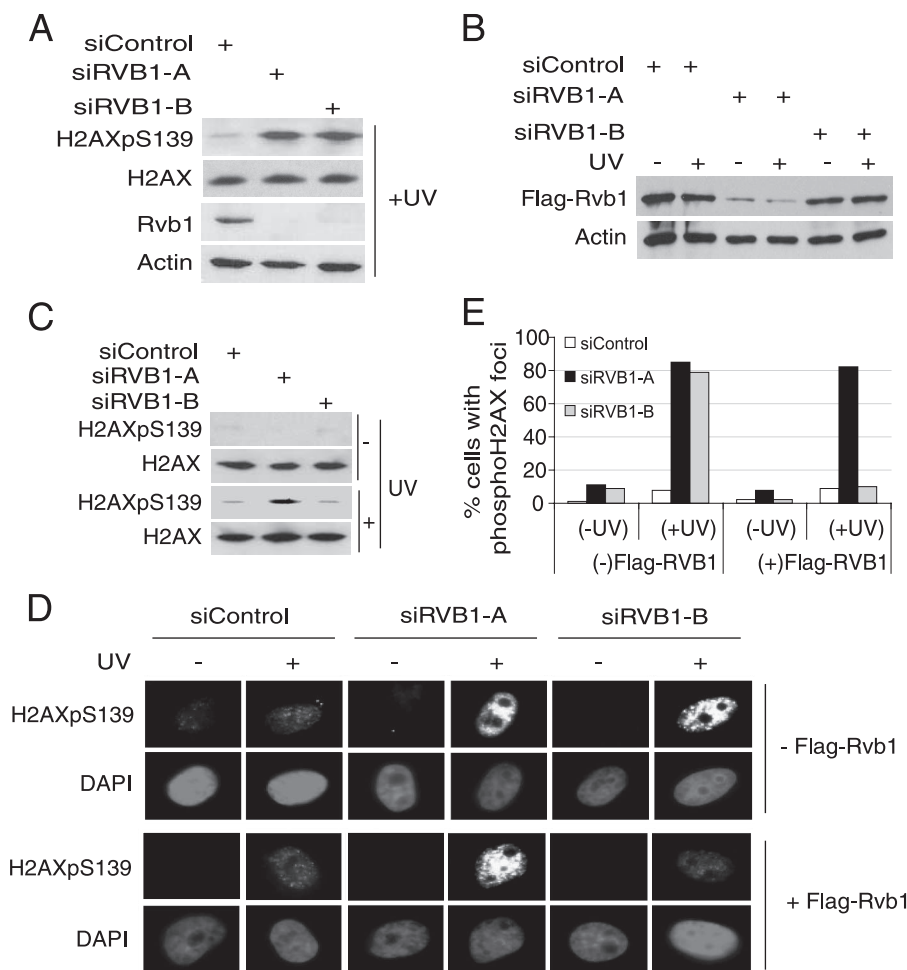 A
siControl +
siRVB1-A +
siRVB1-B +
H2AXpS139
H2AX
Rvb1
Actin
+UV
B
siControl + +
siRVB1-A + +
siRVB1-B + +
UV - + - + - +
Flag-Rvb1
Actin
C
siControl +
siRVB1-A +
siRVB1-B +
H2AXpS139
H2AX
-
H2AXpS139
H2AX
+
UV
E
% cells with
phosphoH2AX foci
100
80
60
40
20
0
siControl
siRVB1-A
siRVB1-B
(-UV) (+UV) (-UV) (+UV)
(-)Flag-RVB1 (+)Flag-RVB1
D
siControl siRVB1-A siRVB1-B
UV - + - + - +
H2AXpS139
DAPI
- Flag-Rvb1
H2AXpS139
DAPI
+ Flag-Rvb1